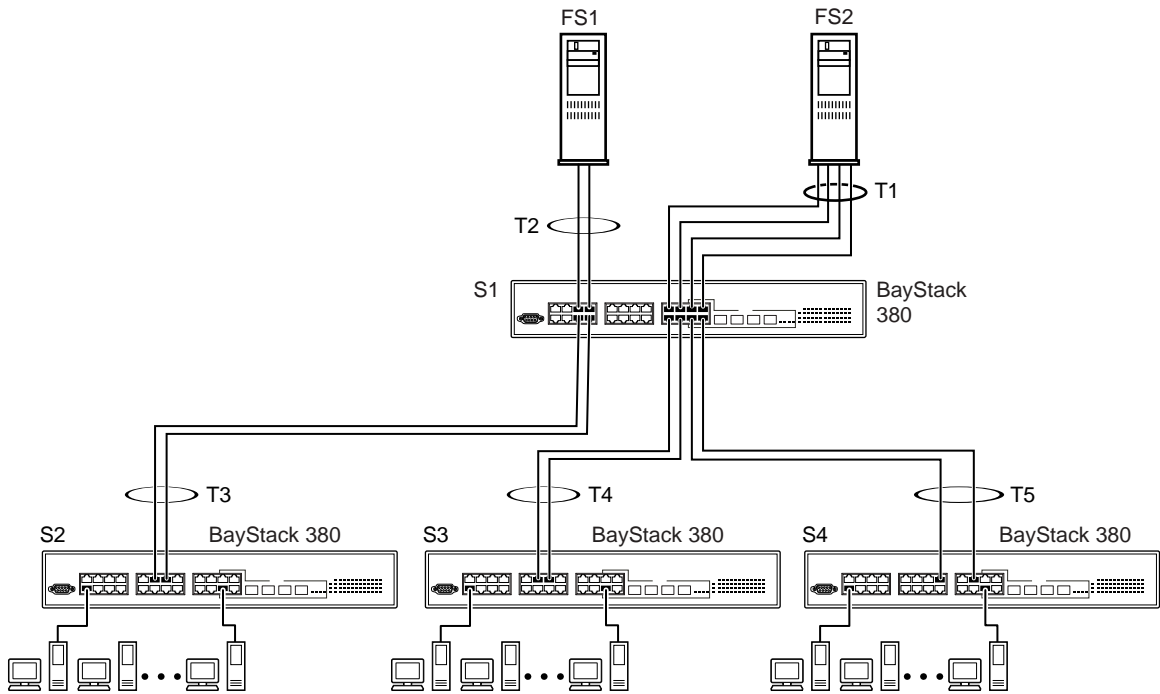 FS1
FS2
T1
T2
S1
BayStack
380
T3
T4
T5
S2
BayStack 380
S3
BayStack 380
S4
BayStack 380